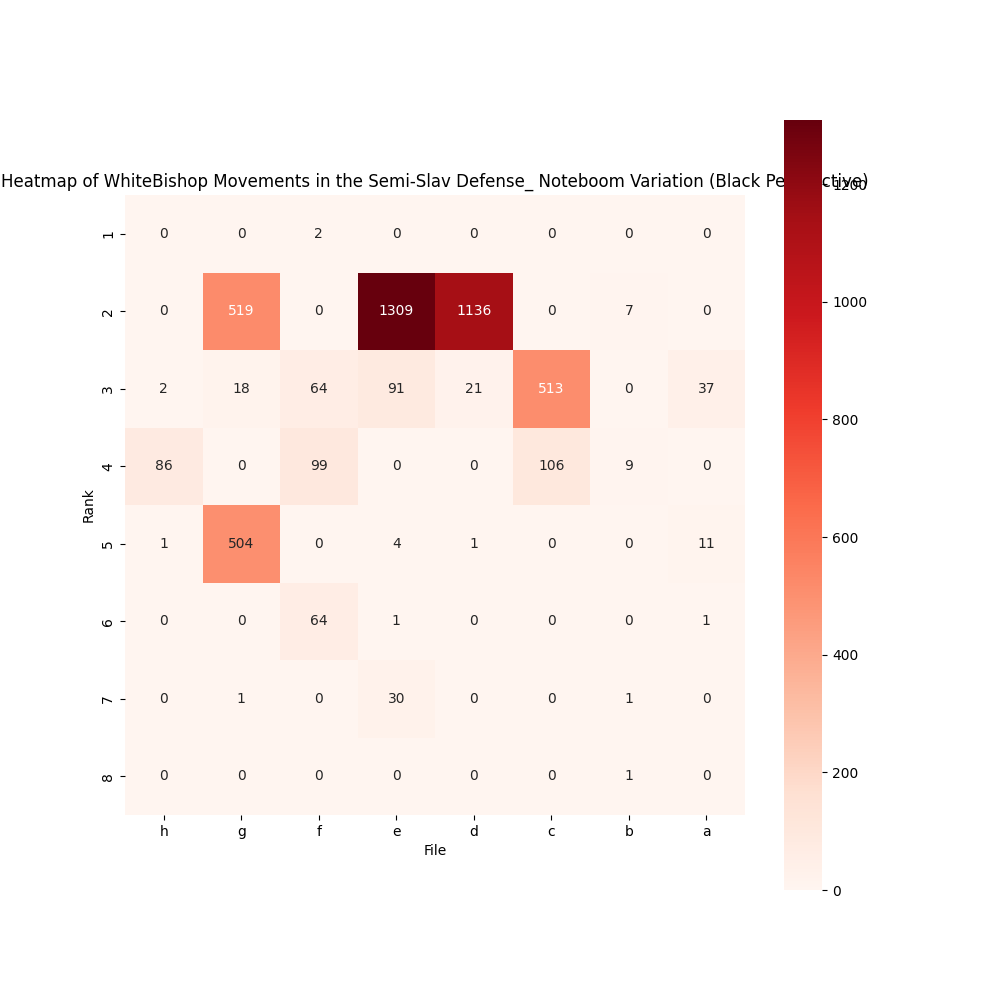 Heatmap of WhiteBishop Movements in the Semi-Slav Defense_ Noteboom Variation (Black Perspective)
1200
1 0 0 2 0 0 0 0 0
2 0 519 0 1309 1136 0 7 0
1000
3 2 18 64 91 21 513 0 37
800
4 86 0 99 0 0 106 9 0
Rank
5 1 504 0 4 1 0 0 11
600
6 0 0 64 1 0 0 0 1
400
7 0 1 0 30 0 0 1 0
200
8 0 0 0 0 0 0 1 0
h g f e d c b a
File
0